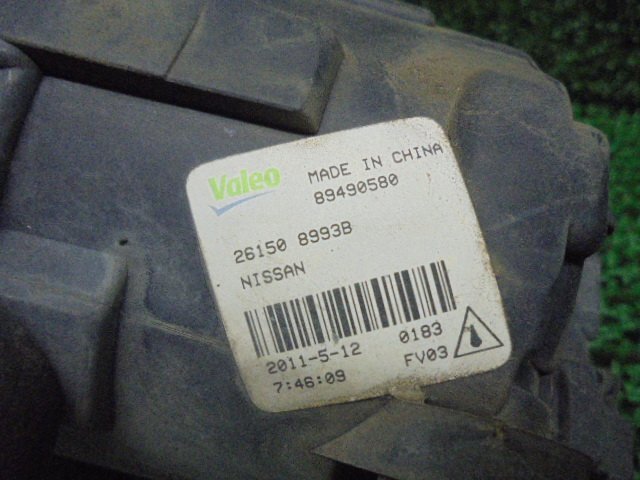 Valeo
MADE IN CHINA
89490580
26150 8993B
NISSAN
2011-5-12 0183
7:46:09 FV03